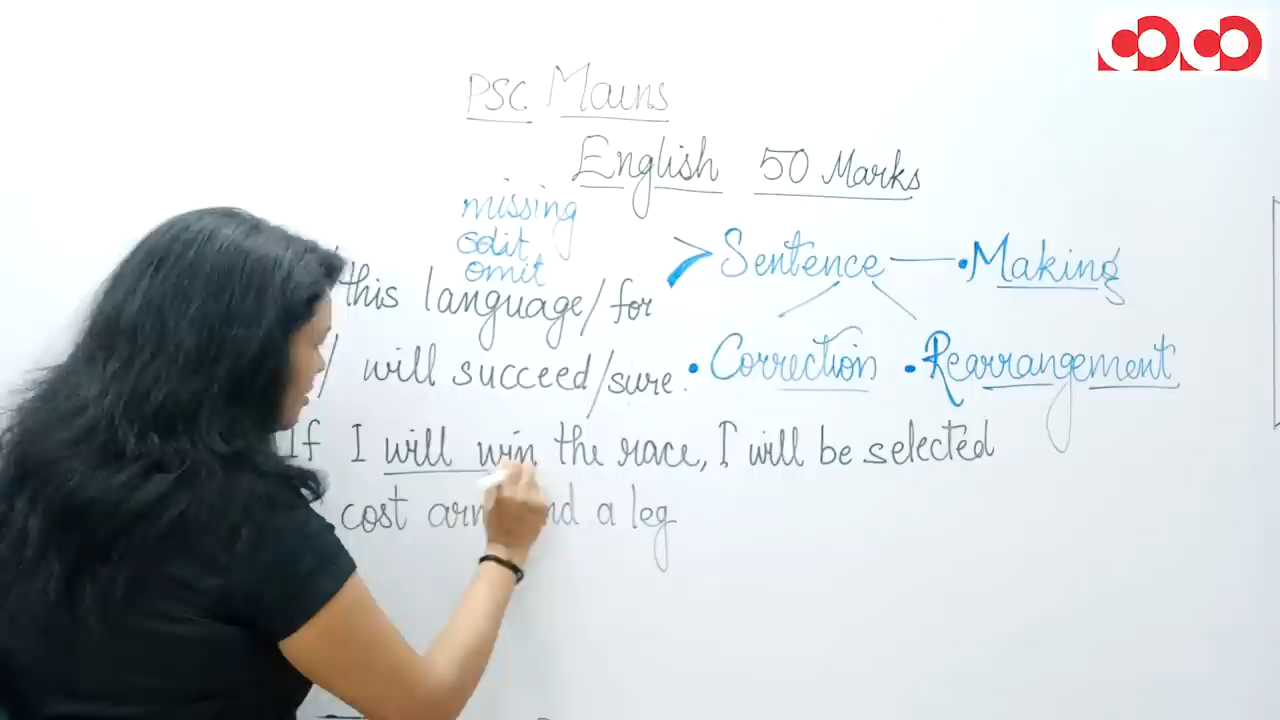 PSC Mains
English 50 Marks
missing
edit
omit
Sentence — • Making
• Correction • Rearrangement
this language/for
/ will succeed/sure.
If I will win the race, I will be selected
cost and a leg